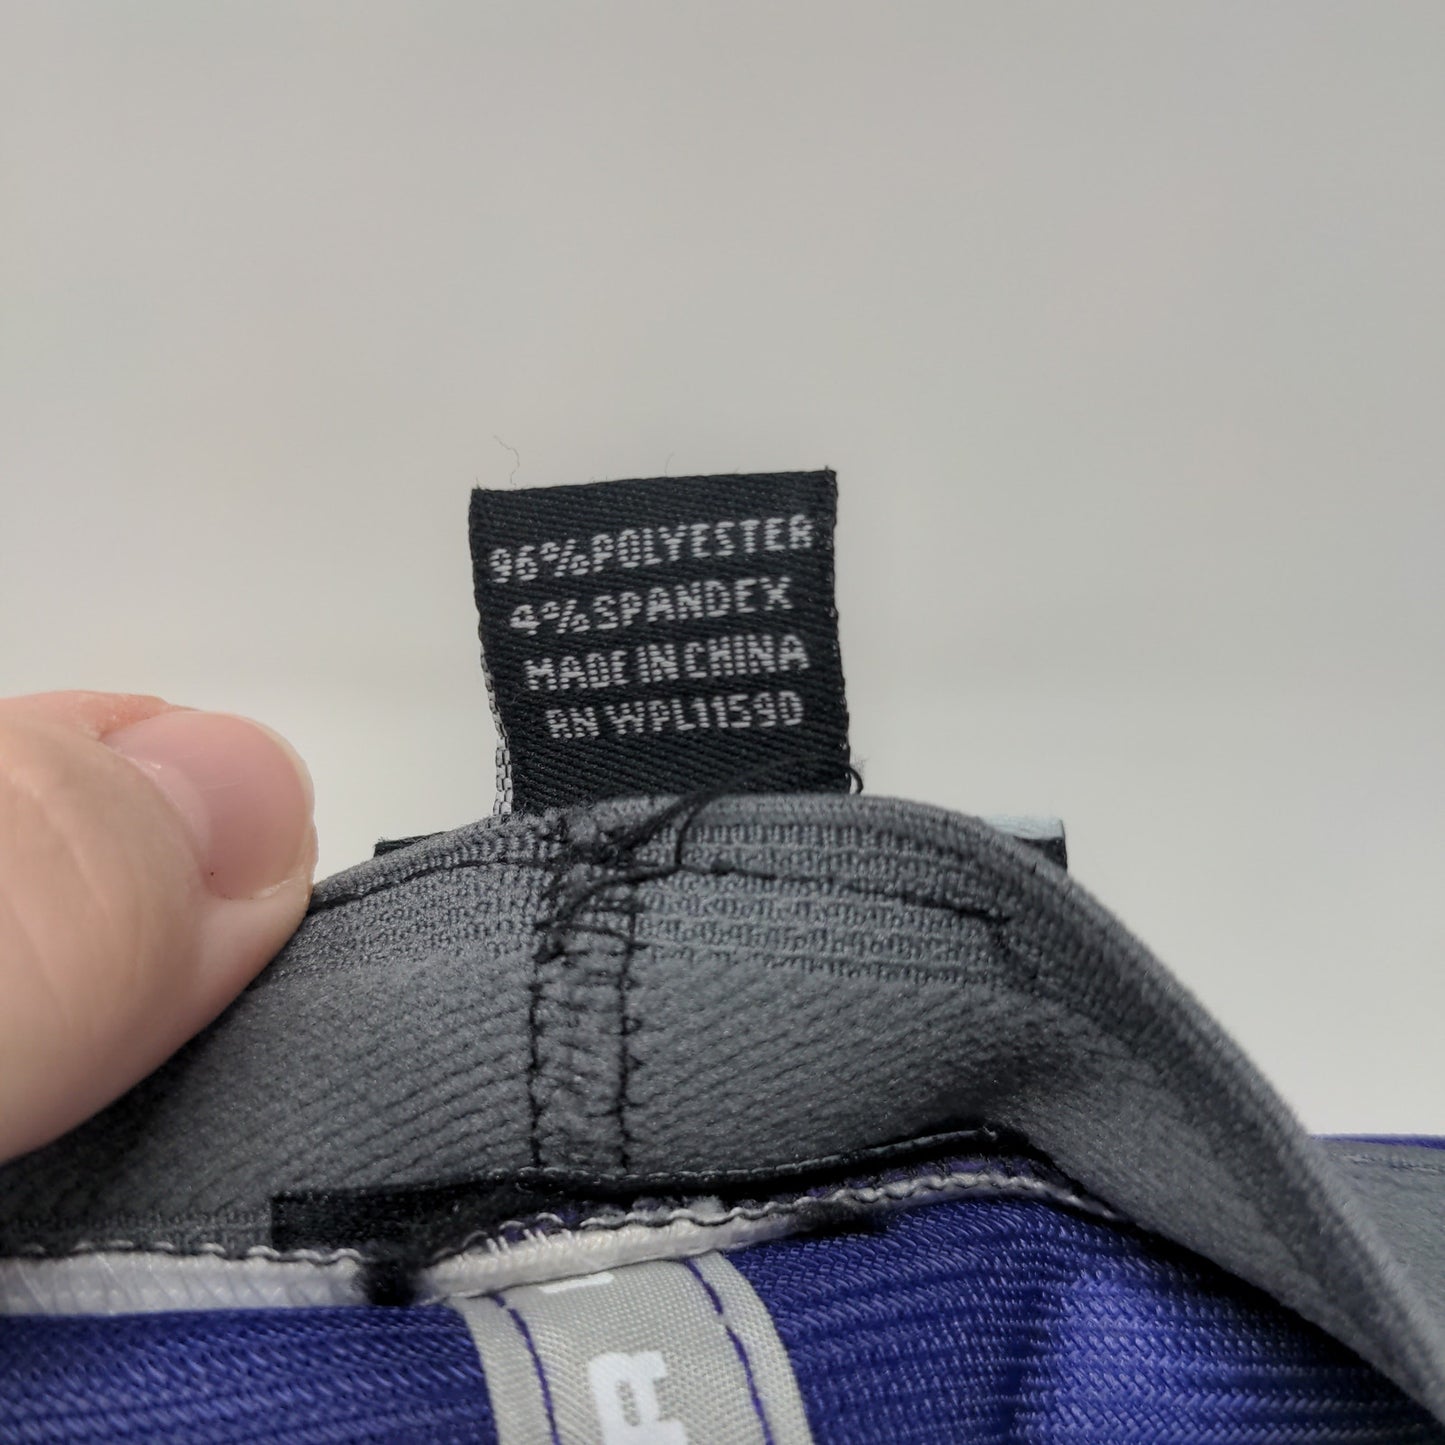 96% POLYESTER
4% SPANDEX
MADE IN CHINA
RN WPL11590